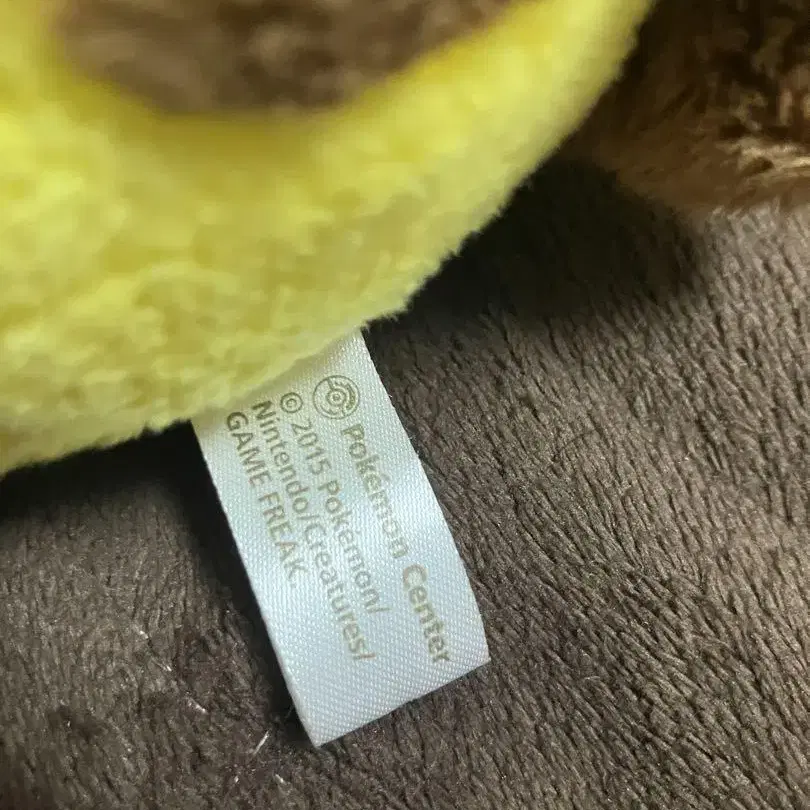 Pokémon Center
© 2015 Pokémon/
Nintendo/Creatures/
GAME FREAK.